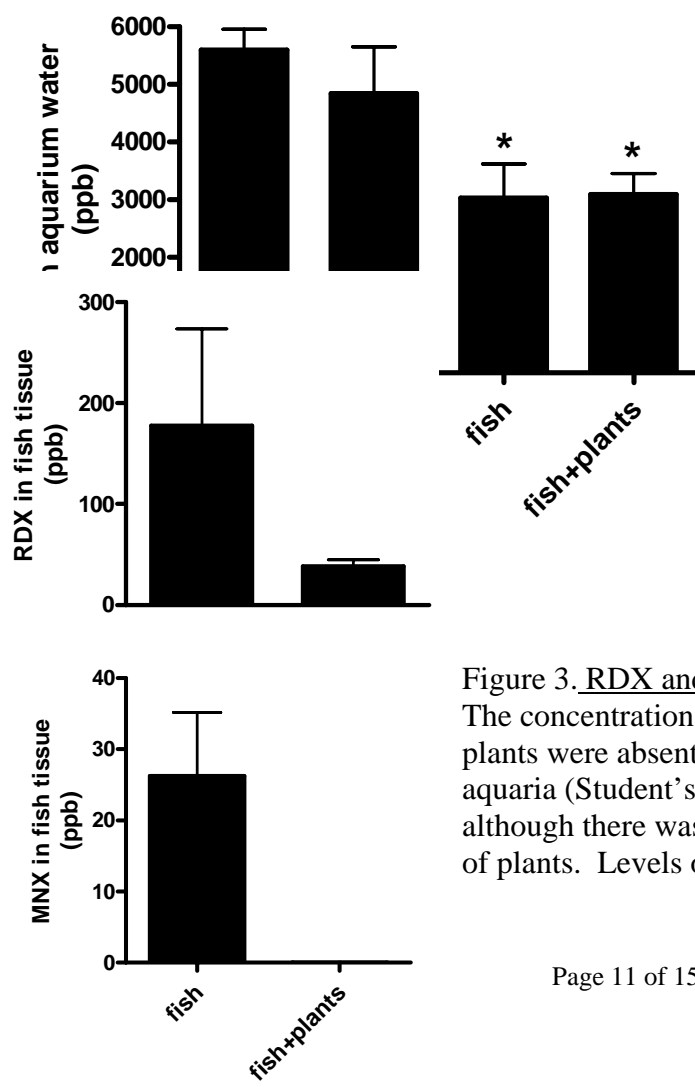 6000
5000
4000
3000
2000
aquarium water
(ppb)
*
*
fish
fish+plants
300
200
100
0
RDX in fish tissue
(ppb)
40
30
20
10
0
MNX in fish tissue
(ppb)
fish
fish+plants
Figure 3. RDX and
The concentration
plants were absent
aquaria (Student's
although there was
of plants. Levels
Page 11 of 15